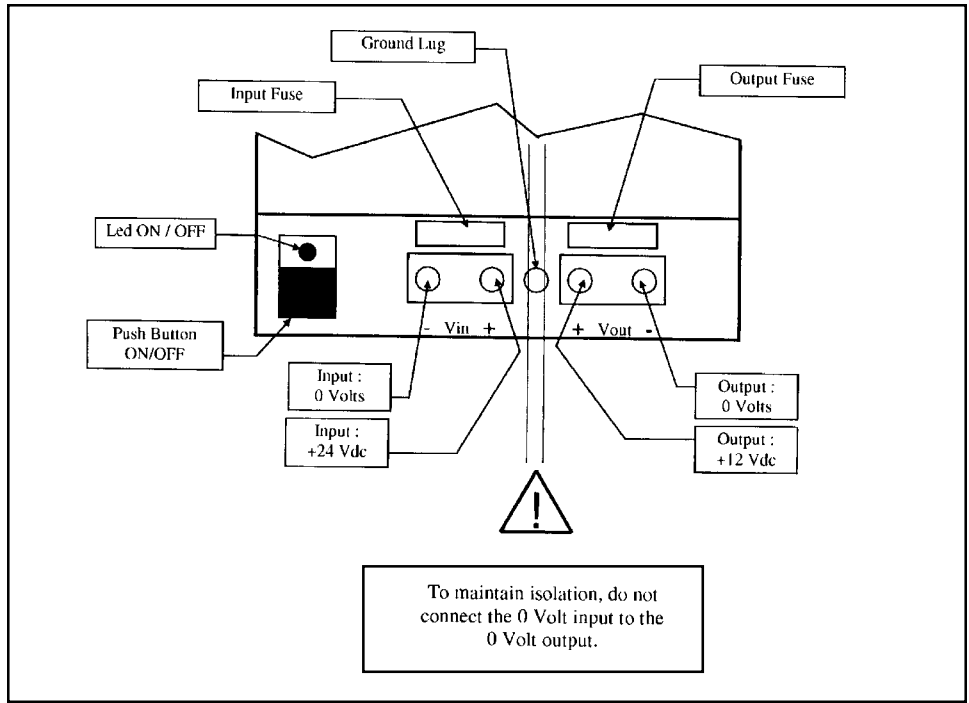 Ground Lug
Input Fuse
Output Fuse
Led ON / OFF
Push Button
ON/OFF
- Vin +
+ Vout -
Input :
0 Volts
Input :
+24 Vdc
Output :
0 Volts
Output :
+12 Vdc
!
To maintain isolation, do not
connect the 0 Volt input to the
0 Volt output.